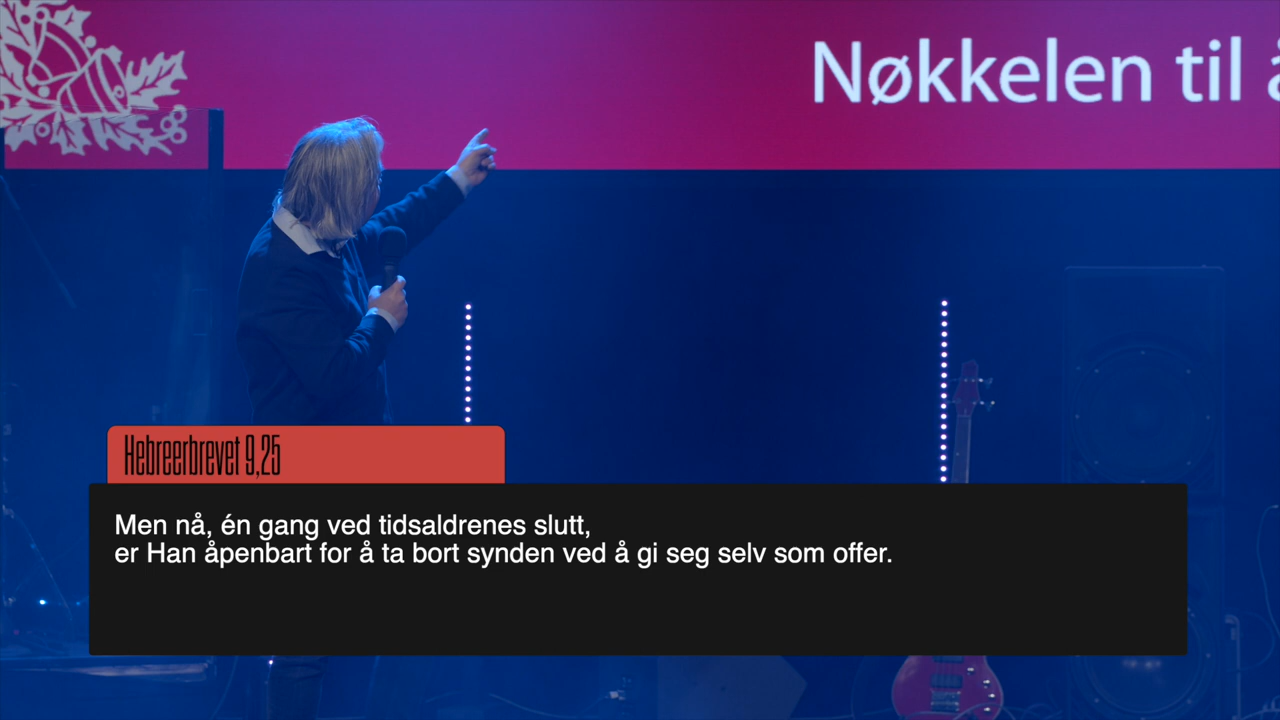 Nøkkelen til
Hebreerbrevet 9,25
Men nå, én gang ved tidsaldrenes slutt,
er Han åpenbart for å ta bort synden ved å gi seg selv som offer.